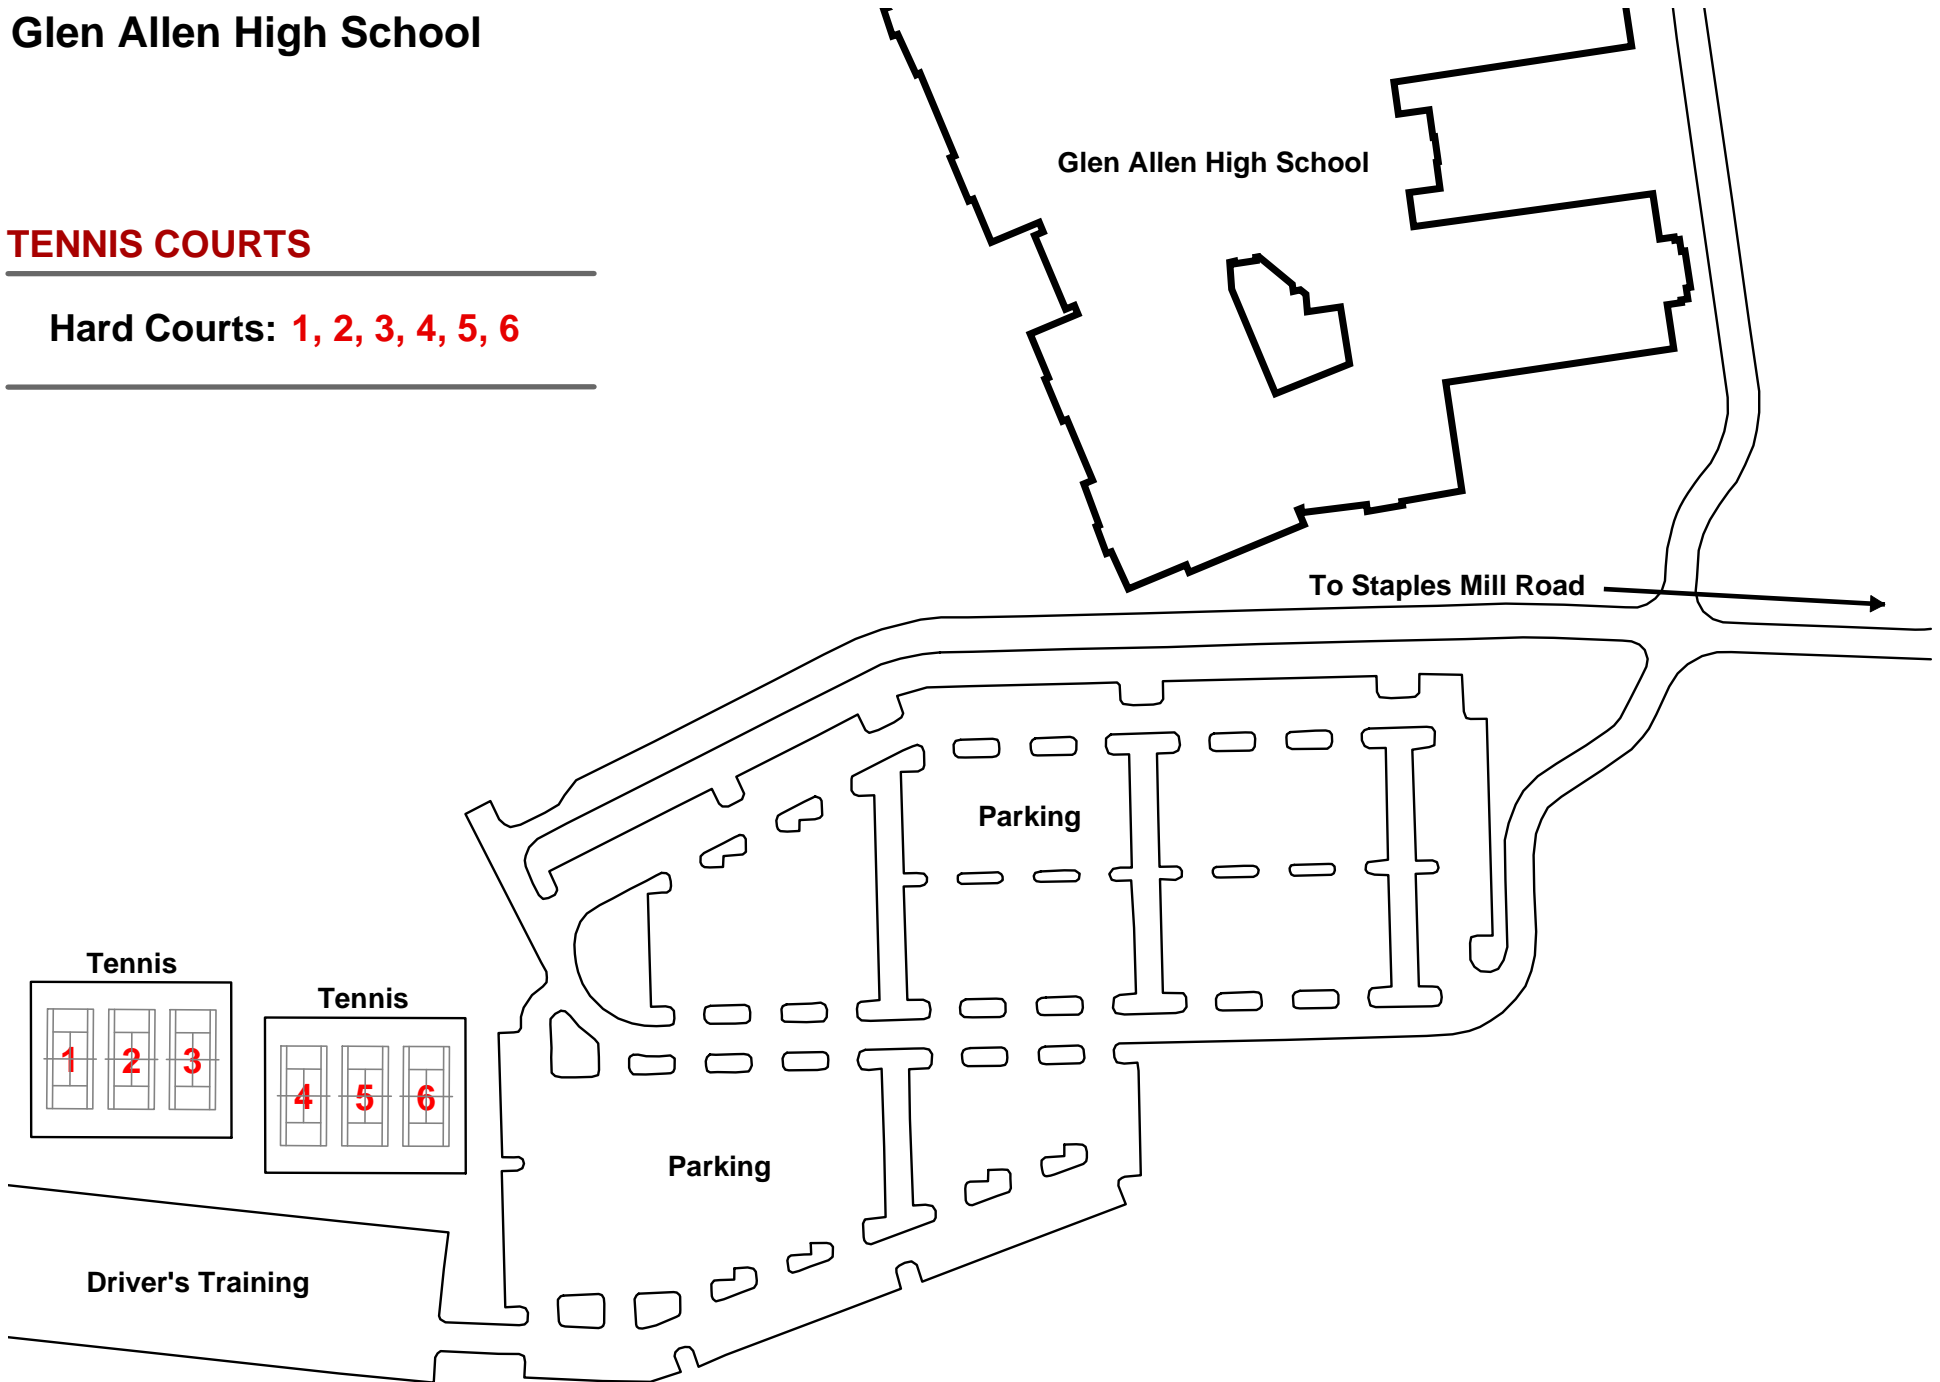 Glen Allen High School
Glen Allen High School
TENNIS COURTS
Hard Courts: 1, 2, 3, 4, 5, 6
To Staples Mill Road
Parking
Tennis
Tennis
1 2 3
4 5 6
Parking
Driver's Training